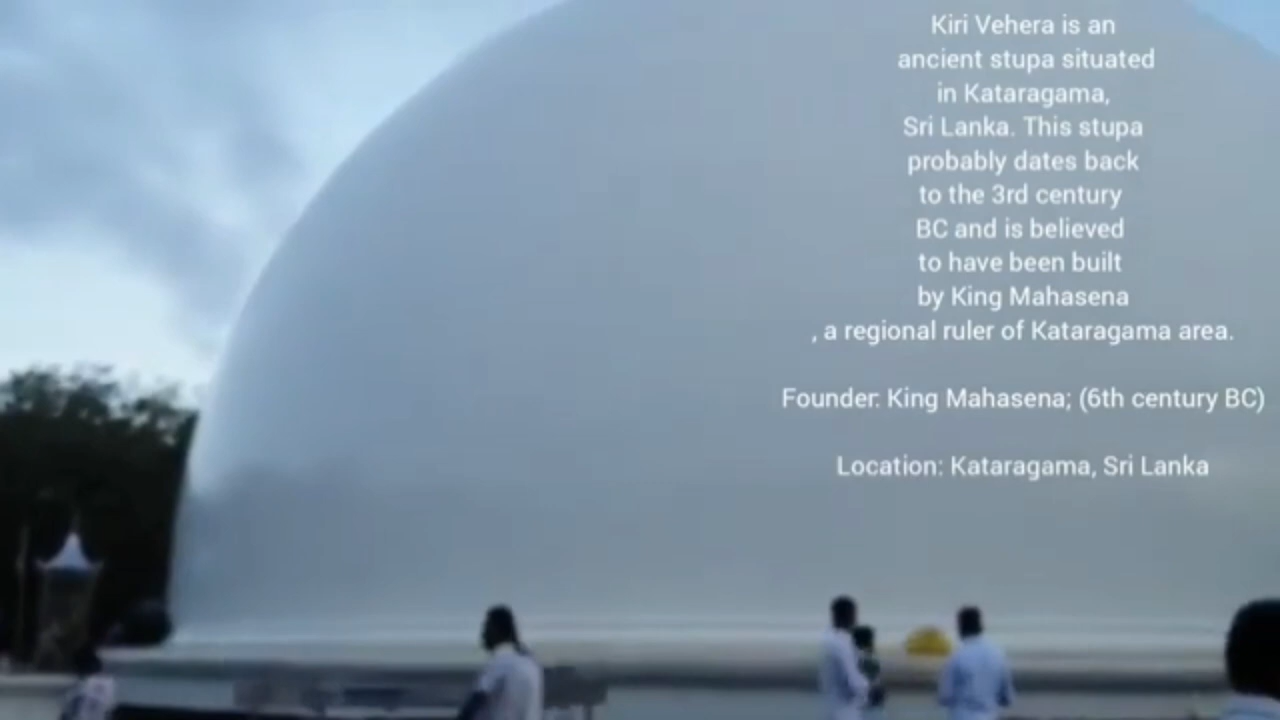 Kiri Vehera is an
ancient stupa situated
in Kataragama,
Sri Lanka. This stupa
probably dates back
to the 3rd century
BC and is believed
to have been built
by King Mahasena
, a regional ruler of Kataragama area.
Founder: King Mahasena; (6th century BC)
Location: Kataragama, Sri Lanka